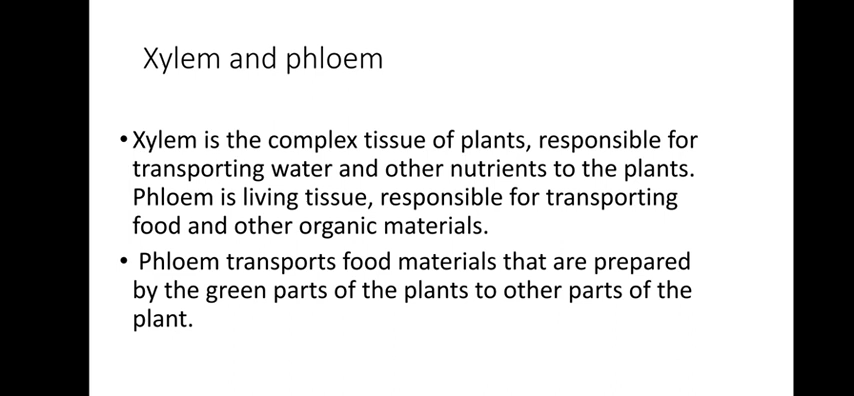 Xylem and phloem
•Xylem is the complex tissue of plants, responsible for
transporting water and other nutrients to the plants.
Phloem is living tissue, responsible for transporting
food and other organic materials.
• Phloem transports food materials that are prepared
by the green parts of the plants to other parts of the
plant.